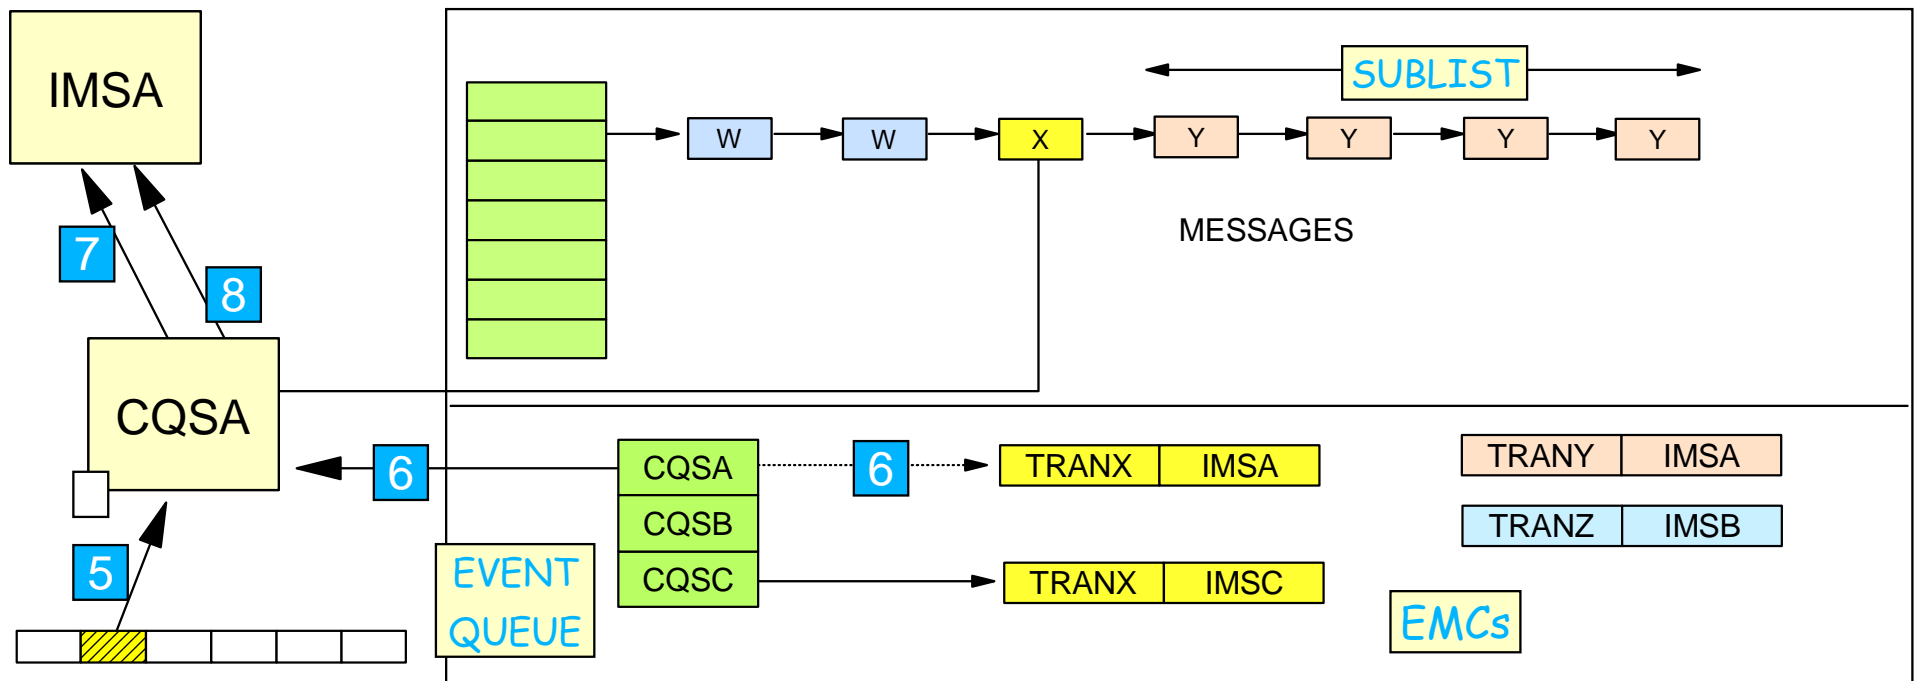 IMSA
SUBLIST
W W X Y Y Y Y
MESSAGES
7
8
CQSA
6
CQSA
6
TRANX IMSA
TRANY IMSA
CQSB
TRANZ IMSB
5
EVENT
QUEUE
CQSC
TRANX IMSC
EMCs